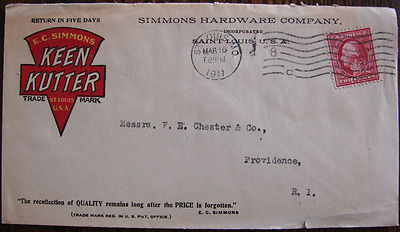 RETURN IN FIVE DAYS
SIMMONS HARDWARE COMPANY,
INCORPORATED
SAINT LOUIS, U.S.A.
E.C. SIMMONS
KEEN
KUTTER
TRADE MARK
ST. LOUIS
U.S.A.
MAR 16
1911
8
C
Messrs. F. R. Chester & Co.,
Providence,
R. I.
"The recollection of QUALITY remains long after the PRICE is forgotten."
(TRADE MARK REG. IN U. S. PAT. OFFICE.) E. C. SIMMONS